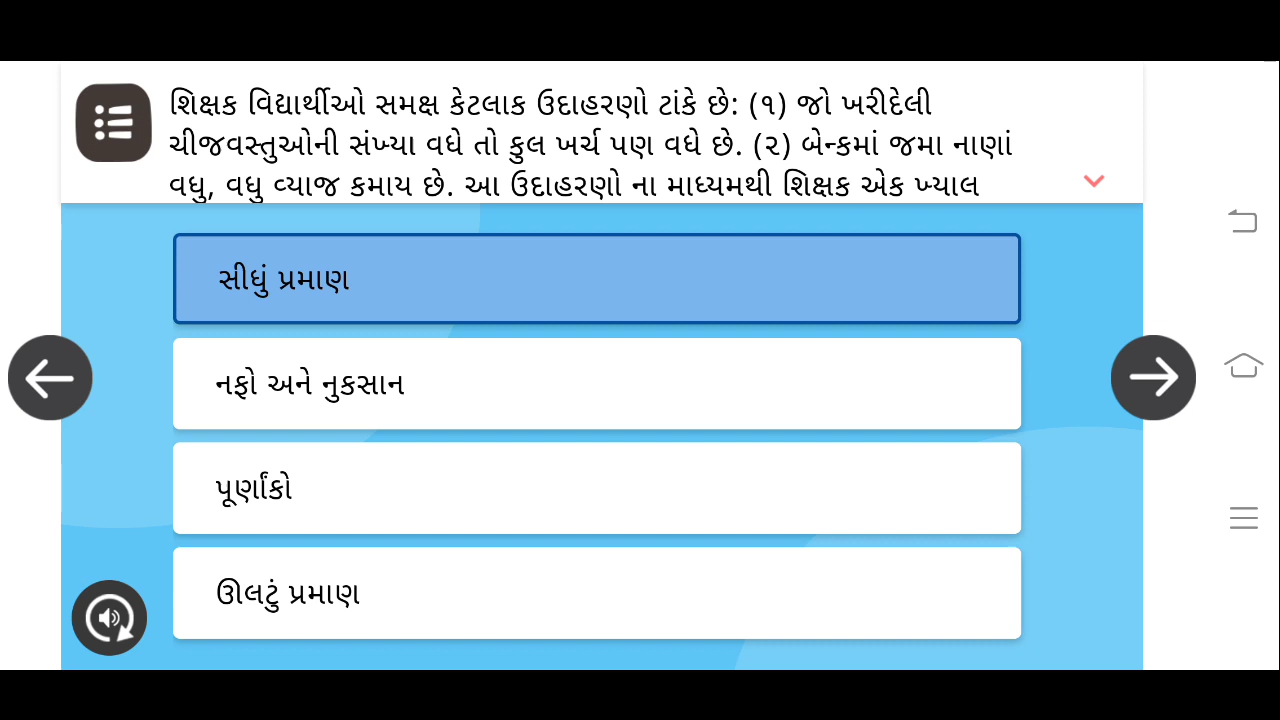 શિક્ષક વિદ્યાર્થીઓ સમક્ષ કેટલાક ઉદાહરણો ટાંકે છે: (૧) જો ખરીદેલી
ચીજવસ્તુઓની સંખ્યા વધે તો કુલ ખર્ચ પણ વધે છે. (૨) બેન્કમાં જમા નાણાં
વધુ, વધુ વ્યાજ કમાય છે. આ ઉદાહરણો ના માધ્યમથી શિક્ષક એક ખ્યાલ
સીધું પ્રમાણ
નફો અને નુકસાન
પૂર્ણાંકો
ઊલટું પ્રમાણ